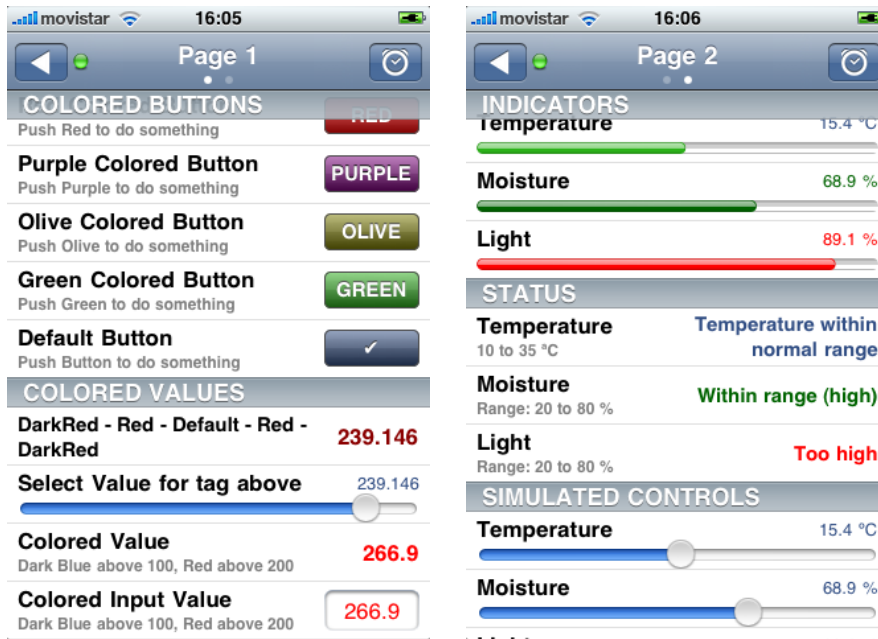 movistar 16:05
Page 1
COLORED BUTTONS
RED
Push Red to do something
Purple Colored Button
PURPLE
Push Purple to do something
Olive Colored Button
OLIVE
Push Olive to do something
Green Colored Button
GREEN
Push Green to do something
Default Button
✓
Push Button to do something
COLORED VALUES
DarkRed - Red - Default - Red -
DarkRed
239.146
Select Value for tag above 239.146
Colored Value
266.9
Dark Blue above 100, Red above 200
Colored Input Value
266.9
Dark Blue above 100, Red above 200
movistar 16:06
Page 2
INDICATORS
Temperature 15.4 ºC
Moisture 68.9 %
Light 89.1 %
STATUS
Temperature
10 to 35 ºC
Temperature within
normal range
Moisture
Range: 20 to 80 %
Within range (high)
Light
Range: 20 to 80 %
Too high
SIMULATED CONTROLS
Temperature 15.4 ºC
Moisture 68.9 %